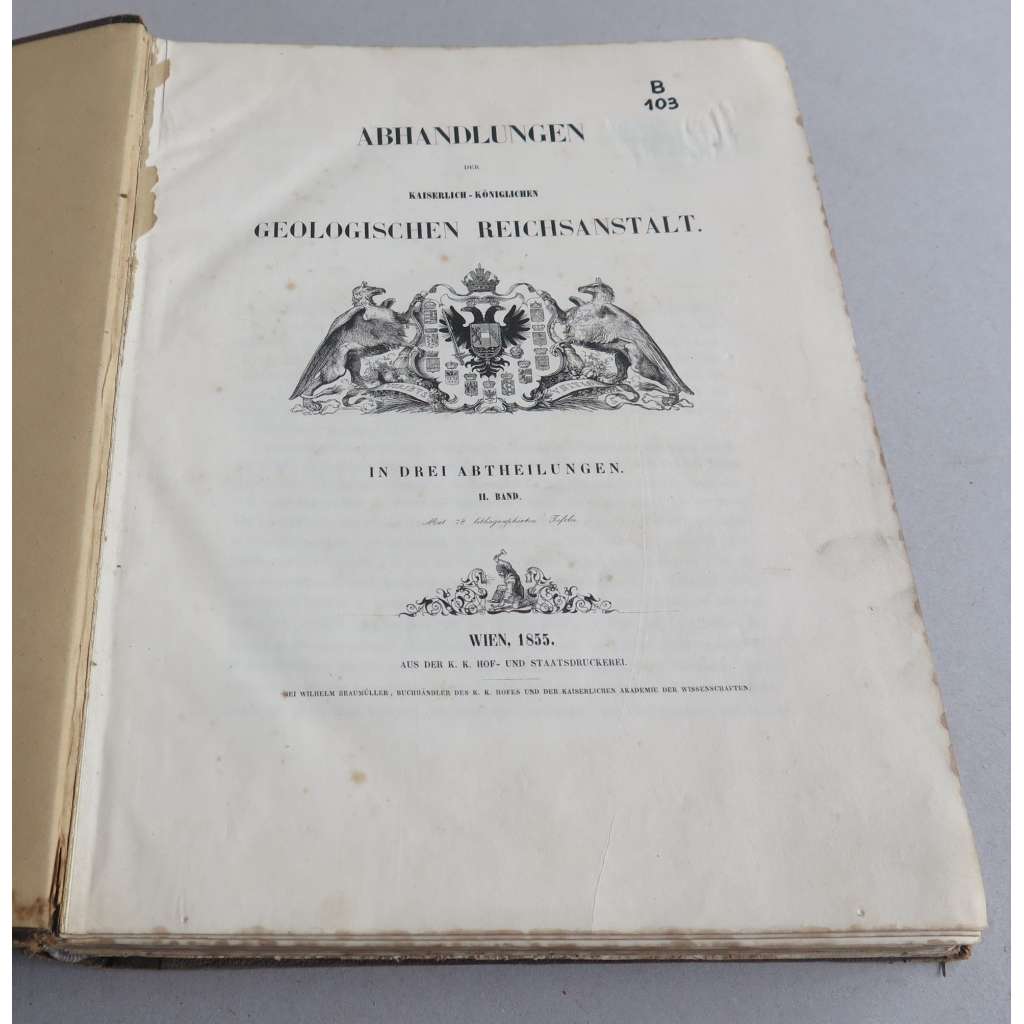 B
103
ABHANDLUNGEN
DER
KAISERLICH-KÖNIGLICHEN
GEOLOGISCHEN REICHSANSTALT.
IN DREI ABTHEILUNGEN.
II. BAND.
Mit 78 lithographirten Tafeln.
WIEN, 1855.
AUS DER K. K. HOF- UND STAATSDRUCKEREI.
BEI WILHELM BRAUMÜLLER, BUCHHÄNDLER DES K. K. HOFES UND DER KAISERLICHEN AKADEMIE DER WISSENSCHAFTEN.